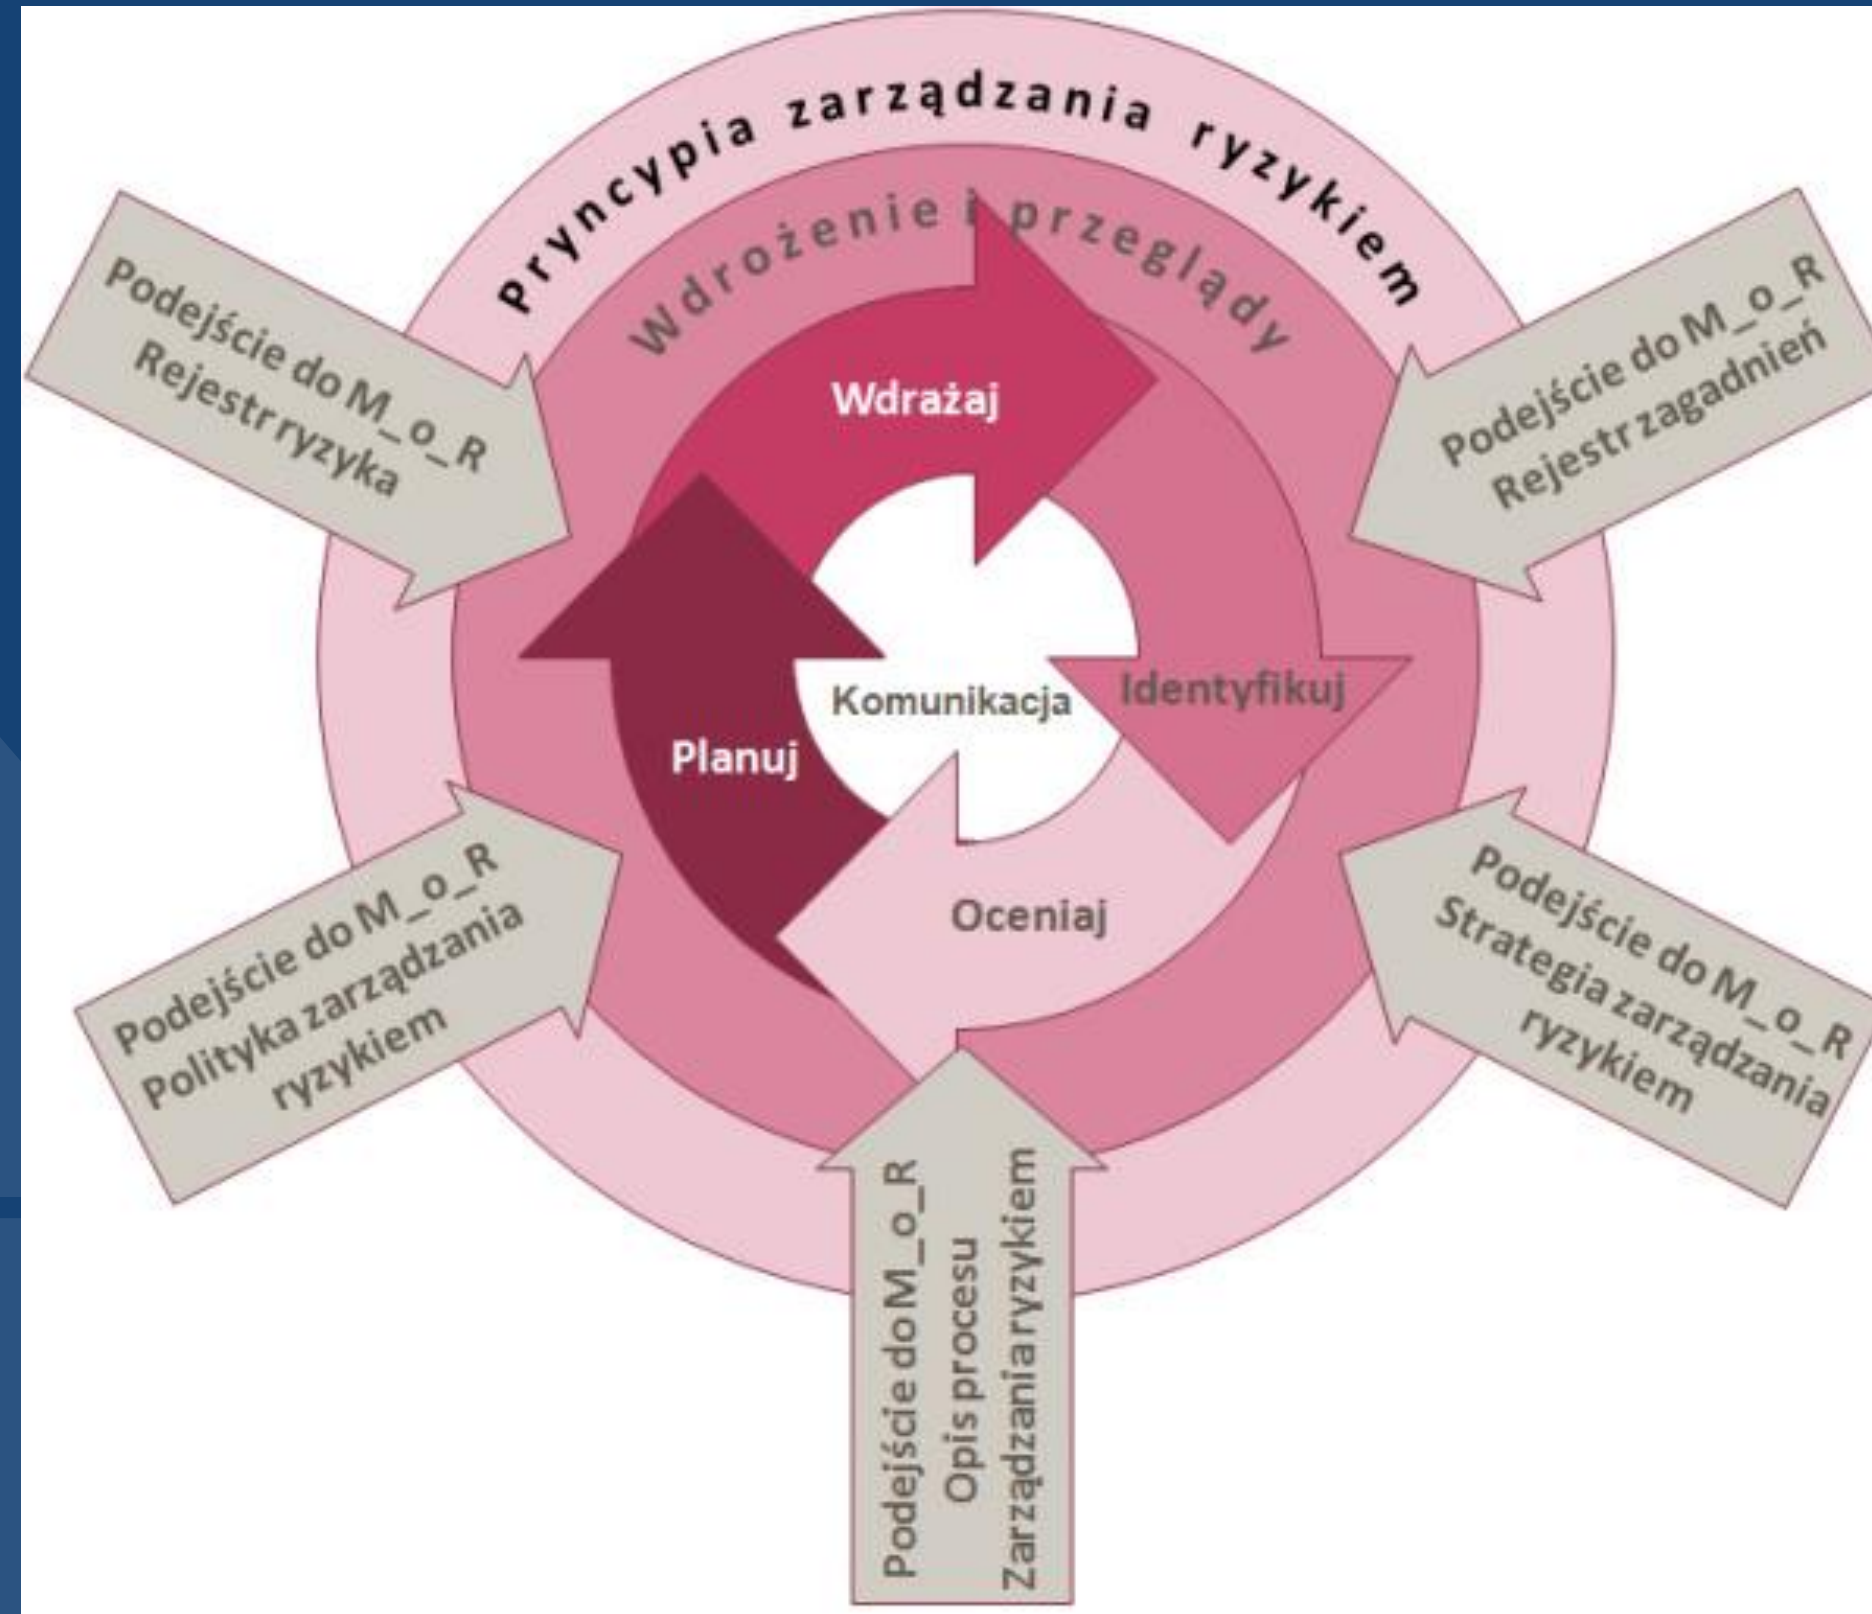 Pryncypia zarządzania ryzykiem
Wdrożenie i przeglądy
Podejście do M_o_R
Rejestr ryzyka
Podejście do M_o_R
Rejestr zagadnień
Wdrażaj
Identyfikuj
Komunikacja
Planuj
Oceniaj
Podejście do M_o_R
Polityka zarządzania
ryzykiem
Podejście do M_o_R
Strategia zarządzania
ryzykiem
Podejście do M_o_R
Opis procesu
Zarządzania ryzykiem